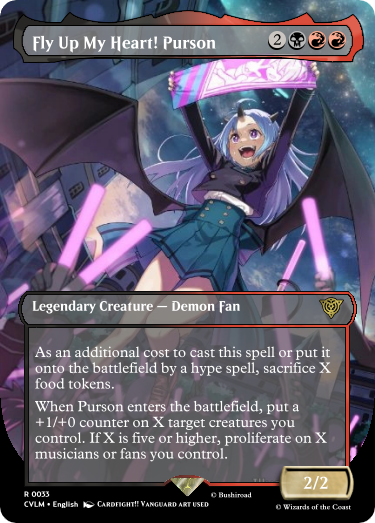 Fly Up My Heart! Purson 2
Legendary Creature — Demon Fan
As an additional cost to cast this spell or put it
onto the battlefield by a hype spell, sacrifice X
food tokens.
When Purson enters the battlefield, put a
+1/+0 counter on X target creatures you
control. If X is five or higher, proliferate on X
musicians or fans you control.
2/2
R 0033
CVLM • English CARDFIGHT!! VANGUARD ART USED
© Bushiroad
© Wizards of the Coast